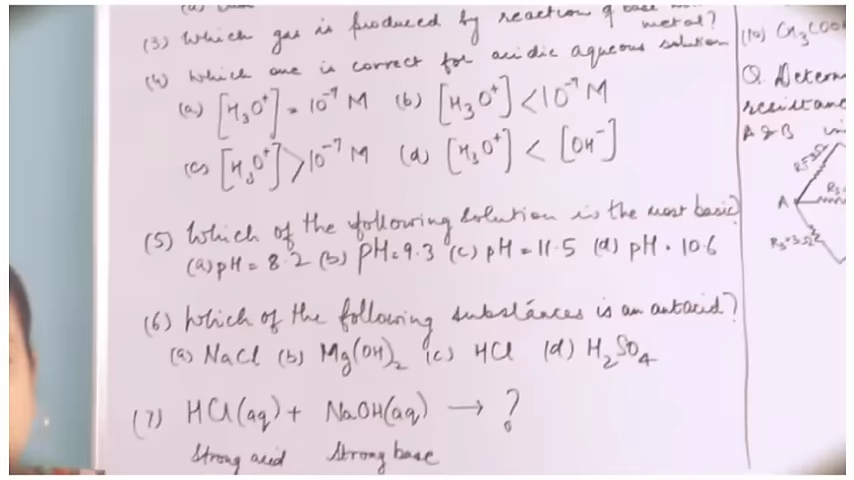 (3) Which gas is produced by reaction of base
metal?
(4) Which one is correct for acidic aqueous solution
(a) [H₃O⁺] = 10⁻⁷ M (b) [H₃O⁺] < 10⁻⁷ M
(c) [H₃O⁺] > 10⁻⁷ M (d) [H₃O⁺] < [OH⁻]
(5) Which of the following solution is the most basic?
(a) pH = 8.2 (b) pH = 9.3 (c) pH = 11.5 (d) pH = 10.6
(6) Which of the following substances is an antacid?
(a) NaCl (b) Mg(OH)₂ (c) HCl (d) H₂SO₄
(7) HCl(aq) + NaOH(aq) → ?
Strong acid Strong base
(10) CH₃COO
Q. Determ
resistance
A & B
A
R₃=3Ω